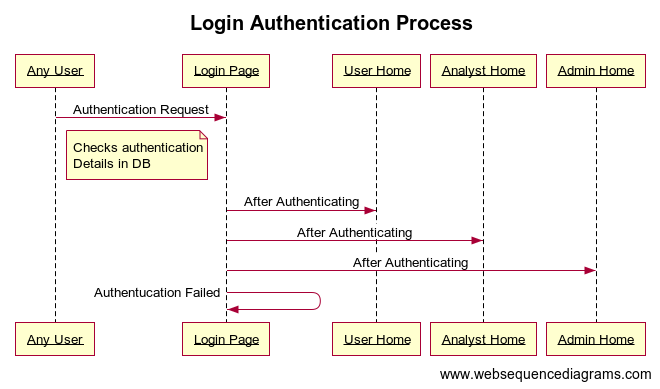 Login Authentication Process
Any User
Login Page
User Home
Analyst Home
Admin Home
Authentication Request
Checks authentication
Details in DB
After Authenticating
After Authenticating
After Authenticating
Authentucation Failed
Any User
Login Page
User Home
Analyst Home
Admin Home
www.websequencediagrams.com